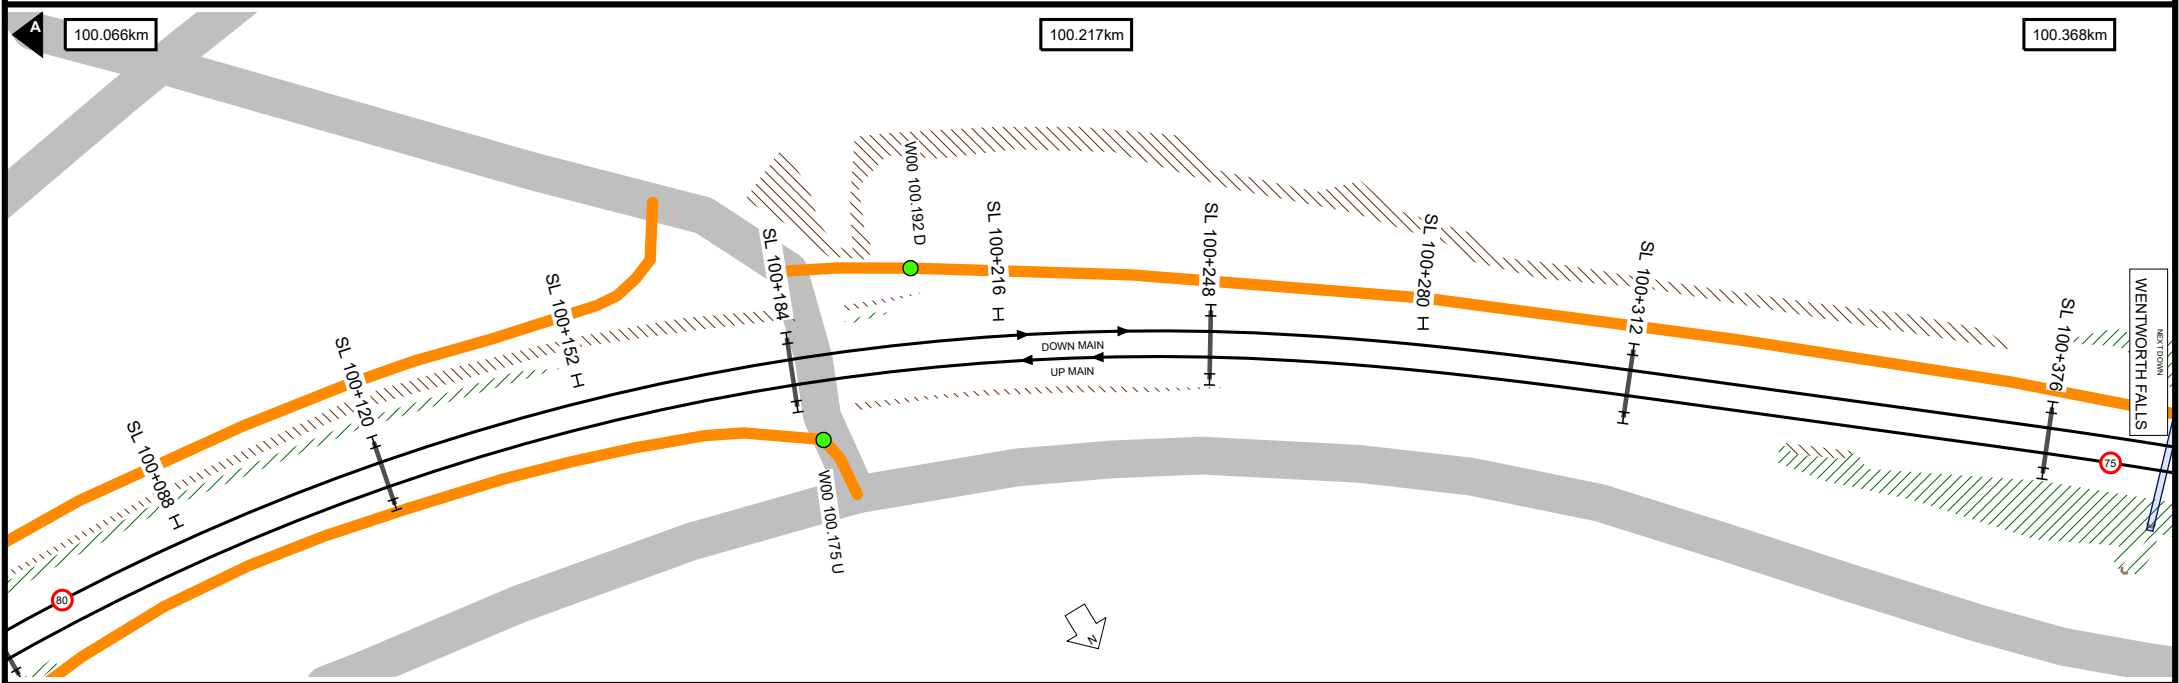 A
100.066km
100.217km
100.368km
W00 100.192 D
SL 100+088
SL 100+120
SL 100+152
SL 100+184
SL 100+216
SL 100+248
SL 100+280
SL 100+312
SL 100+376
WENTWORTH FALLS
NEXT DOWN
DOWN MAIN
UP MAIN
75
W00 100.175 U
80
N